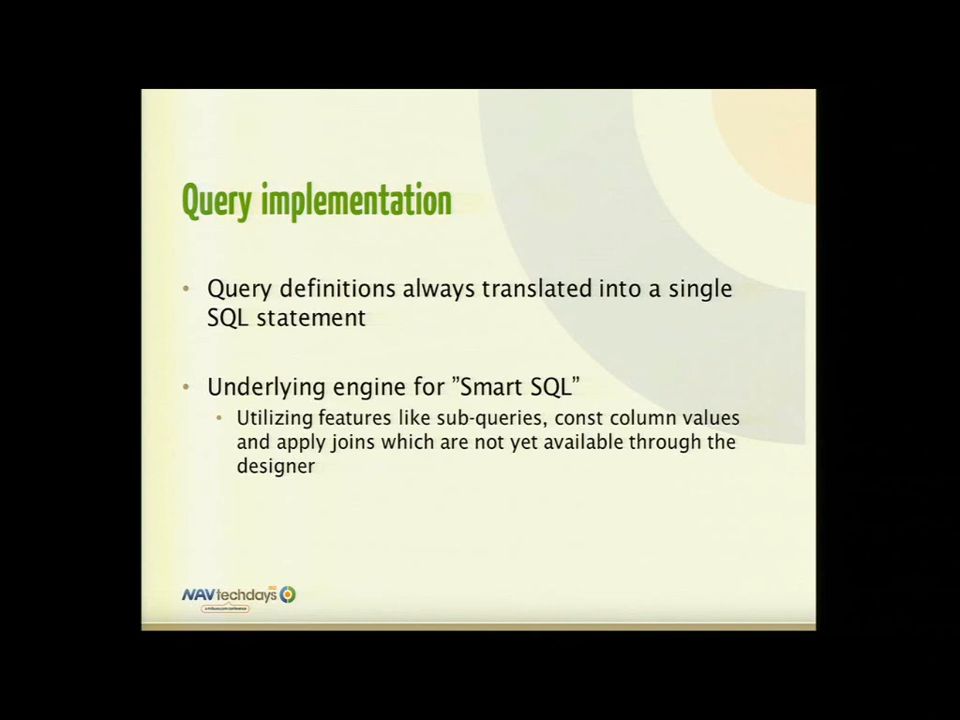 Query implementation
• Query definitions always translated into a single
SQL statement
• Underlying engine for ”Smart SQL”
• Utilizing features like sub-queries, const column values
and apply joins which are not yet available through the
designer
NAVtechdays